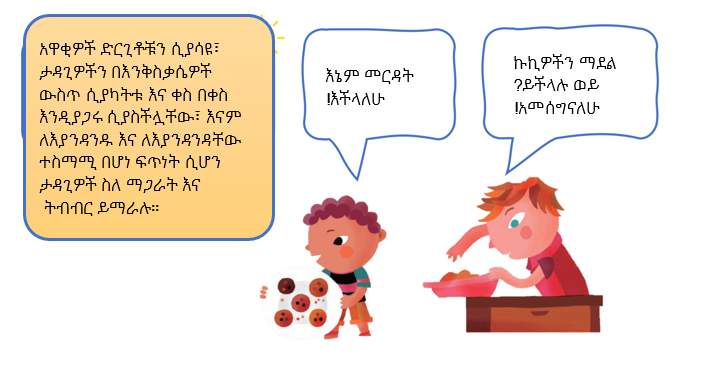 አዋቂዎች ድርጊቶቹን ሲያሳዩ፣
ታዳጊዎችን በእንቅስቃሴዎች
ውስጥ ሲያካትቱ እና ቀስ በቀስ
እንዲያጋሩ ሲያስችሏቸው፣ እናም
ለእያንዳንዱ እና ለእያንዳንዳቸው
ተስማሚ በሆነ ፍጥነት ሲሆን
ታዳጊዎች ስለ ማጋራት እና
ትብብር ይማራሉ።
እኔም መርዳት
!እችላለሁ
ኩኪዎችን ማደል
?ይችላሉ ወይ
!አመሰግናለሁ